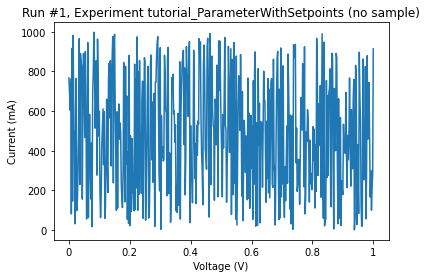 Run #1, Experiment tutorial_ParameterWithSetpoints (no sample)
1000
800
600
400
200
0
Current (mA)
0 0.2 0.4 0.6 0.8 1
Voltage (V)